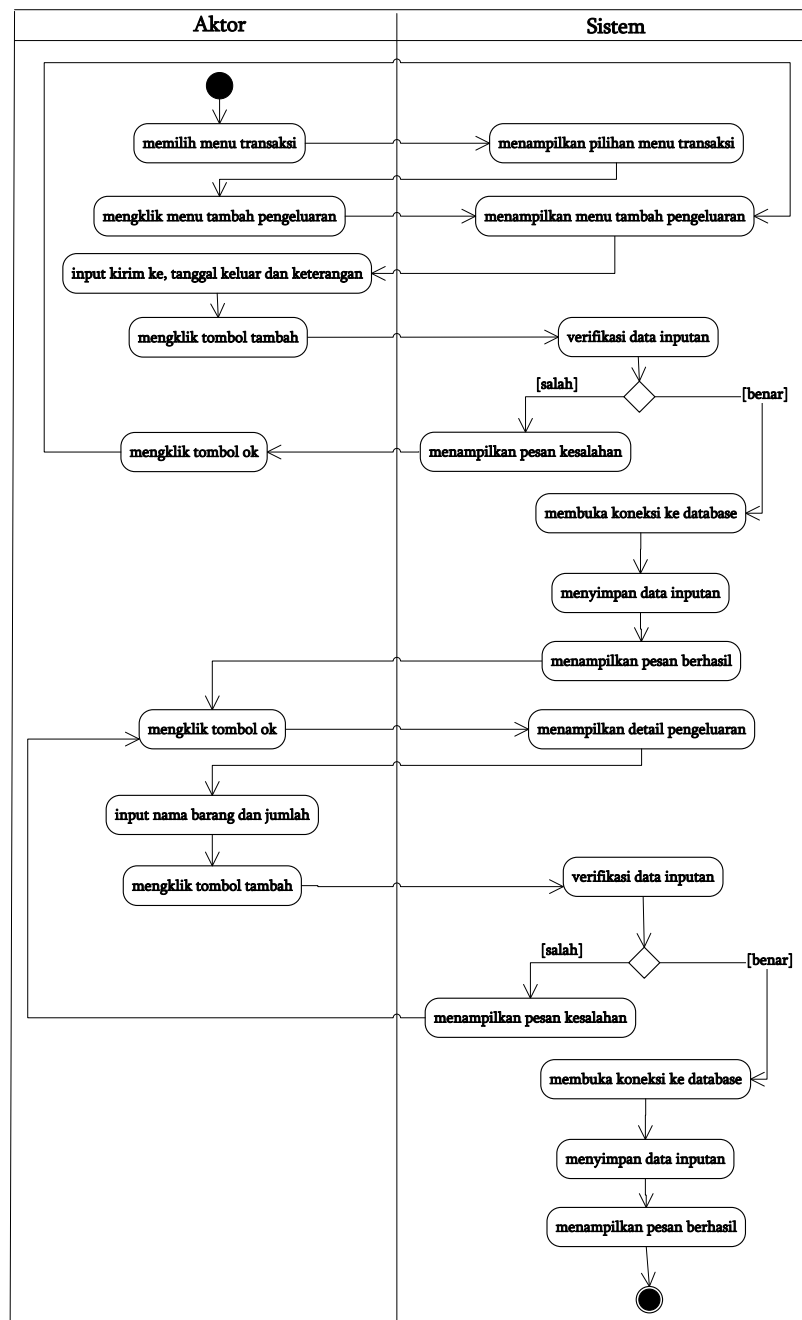 Aktor
Sistem
memilih menu transaksi
menampilkan pilihan menu transaksi
mengklik menu tambah pengeluaran
menampilkan menu tambah pengeluaran
input kirim ke, tanggal keluar dan keterangan
mengklik tombol tambah
verifikasi data inputan
[salah]
[benar]
mengklik tombol ok
menampilkan pesan kesalahan
membuka koneksi ke database
menyimpan data inputan
menampilkan pesan berhasil
mengklik tombol ok
menampilkan detail pengeluaran
input nama barang dan jumlah
mengklik tombol tambah
verifikasi data inputan
[salah]
[benar]
menampilkan pesan kesalahan
membuka koneksi ke database
menyimpan data inputan
menampilkan pesan berhasil